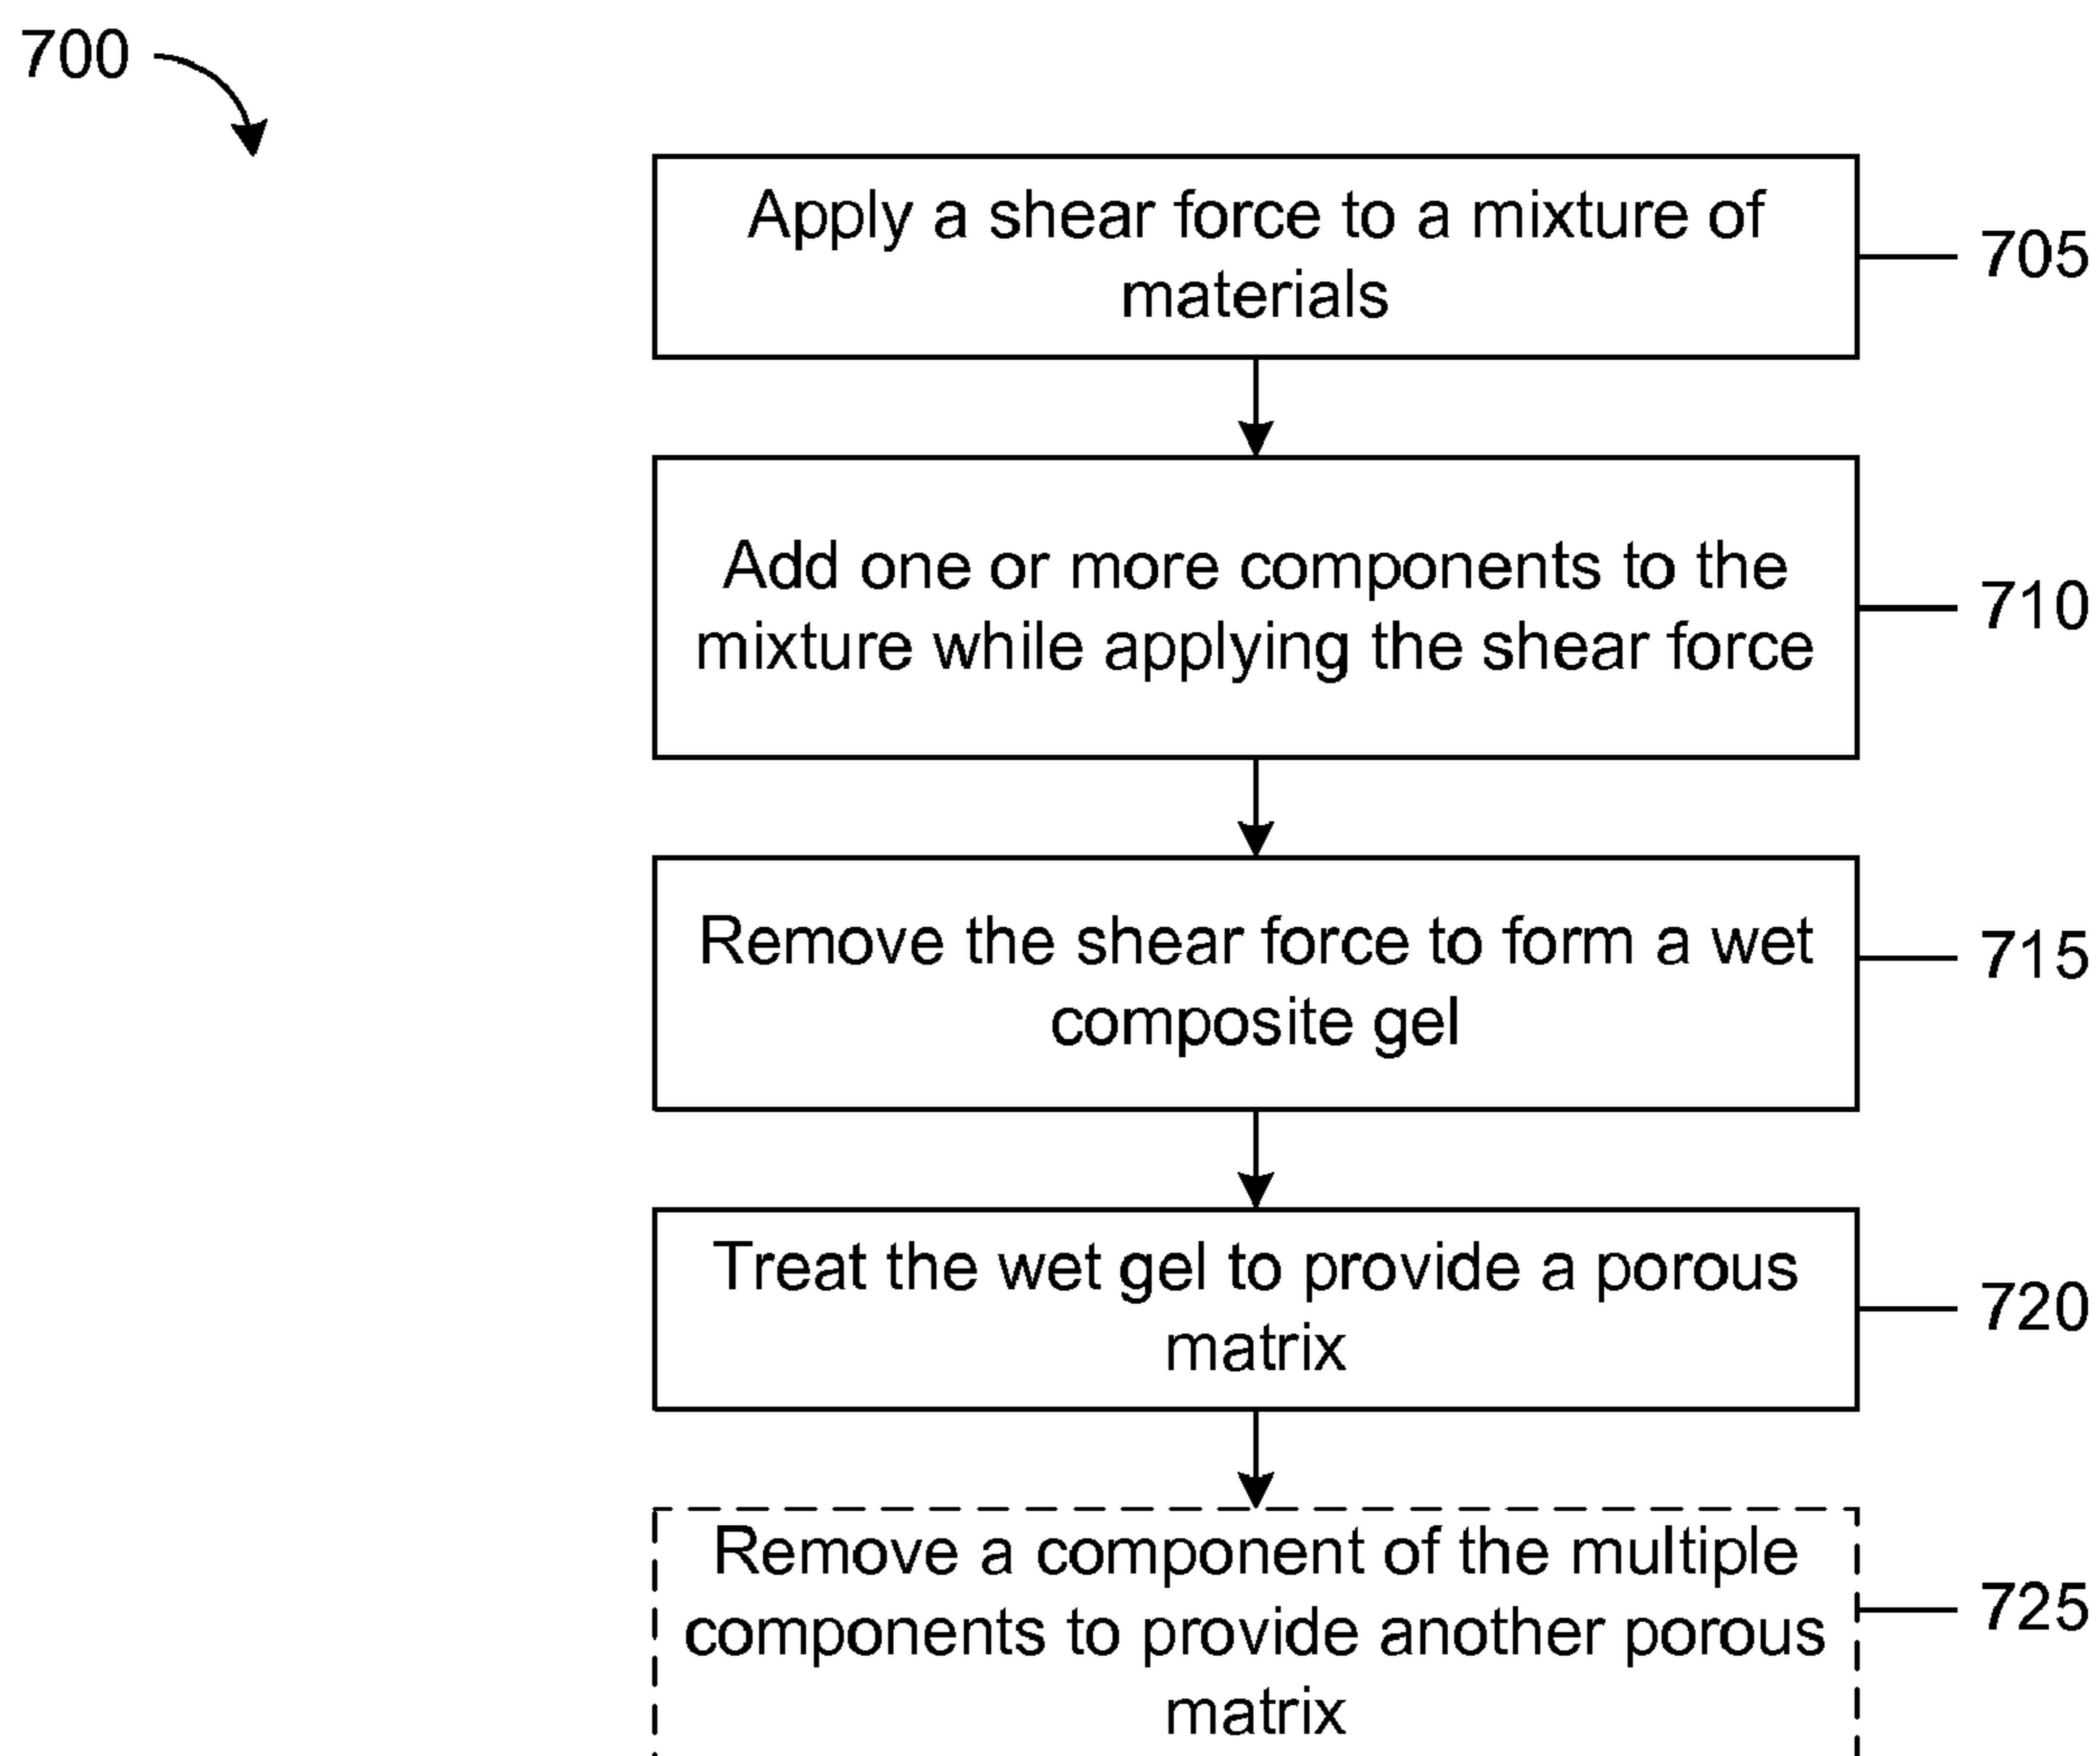 700
Apply a shear force to a mixture of
materials
705
Add one or more components to the
mixture while applying the shear force
710
Remove the shear force to form a wet
composite gel
715
Treat the wet gel to provide a porous
matrix
720
Remove a component of the multiple
components to provide another porous
matrix
725